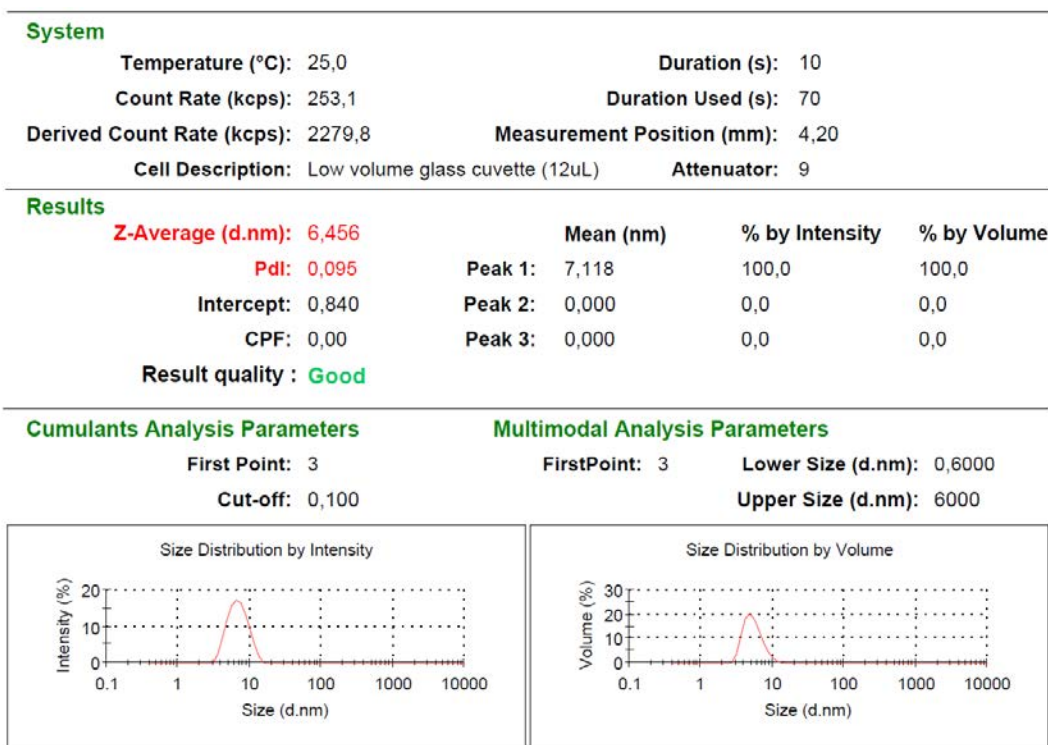 System
Temperature (°C): 25,0 Duration (s): 10
Count Rate (kcps): 253,1 Duration Used (s): 70
Derived Count Rate (kcps): 2279,8 Measurement Position (mm): 4,20
Cell Description: Low volume glass cuvette (12uL) Attenuator: 9
Results
Z-Average (d.nm): 6,456 Mean (nm) % by Intensity % by Volume
PdI: 0,095 Peak 1: 7,118 100,0 100,0
Intercept: 0,840 Peak 2: 0,000 0,0 0,0
CPF: 0,00 Peak 3: 0,000 0,0 0,0
Result quality : Good
Cumulants Analysis Parameters Multimodal Analysis Parameters
First Point: 3 FirstPoint: 3 Lower Size (d.nm): 0,6000
Cut-off: 0,100 Upper Size (d.nm): 6000
Size Distribution by Intensity
Intensity (%)
20
10
0
0.1 1 10 100 1000 10000
Size (d.nm)
Size Distribution by Volume
Volume (%)
30
20
10
0
0.1 1 10 100 1000 10000
Size (d.nm)